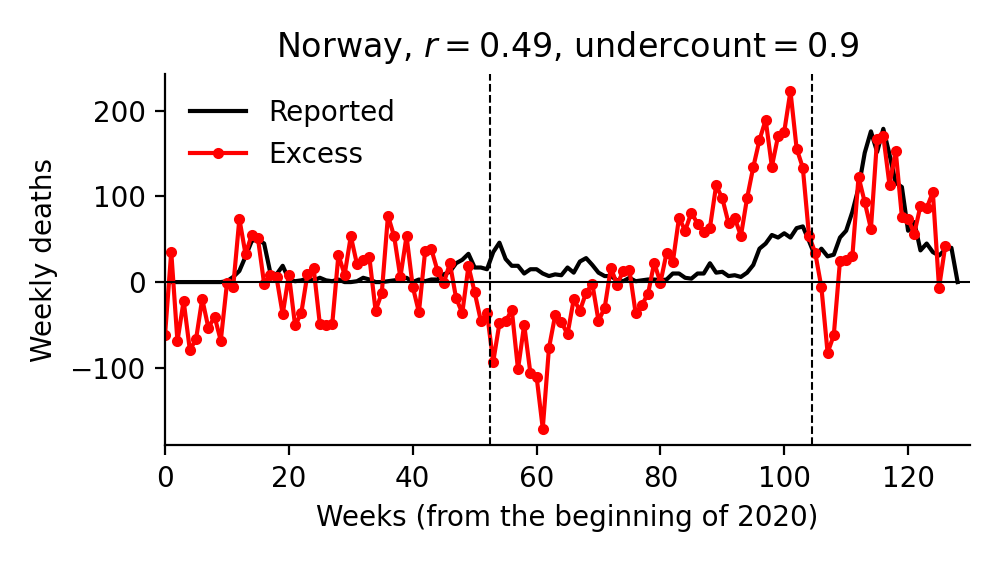 Norway, r = 0.49, undercount = 0.9
Reported
Excess
Weekly deaths
200
100
0
−100
0 20 40 60 80 100 120
Weeks (from the beginning of 2020)